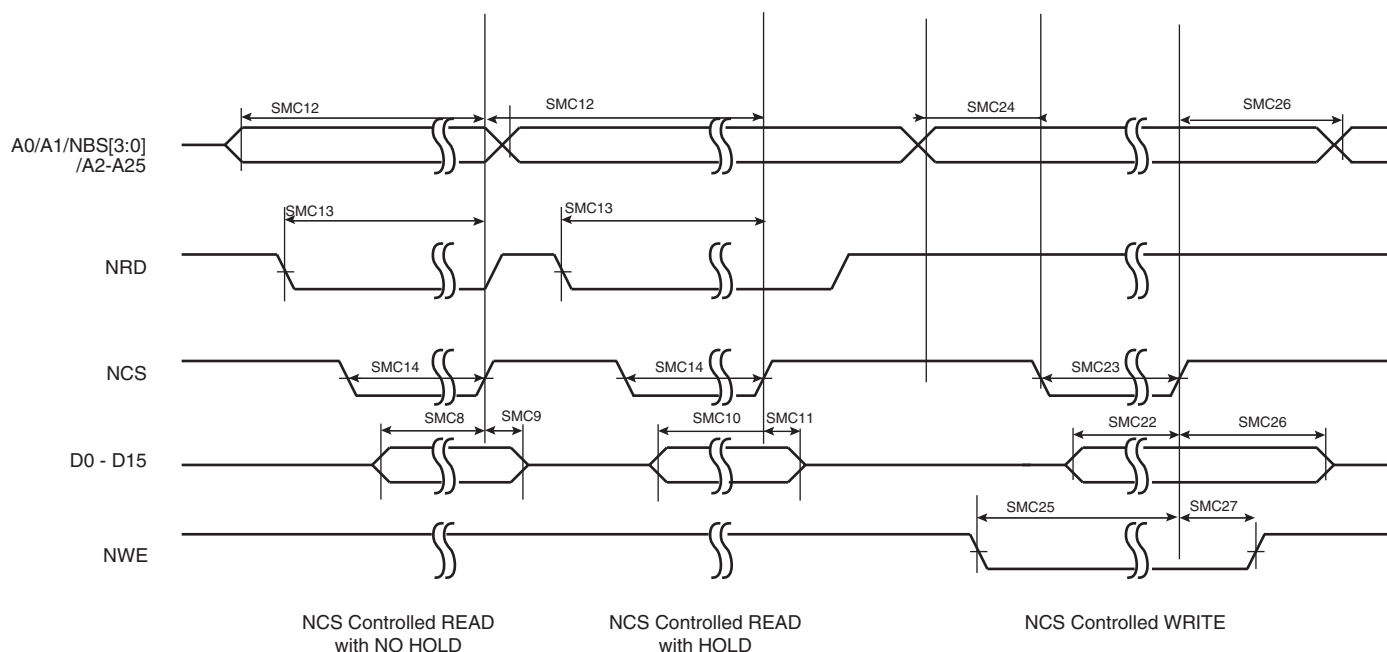 SMC12
SMC12
SMC24
SMC26
A0/A1/NBS[3:0]
/A2-A25
SMC13
SMC13
NRD
NCS
SMC14
SMC14
SMC23
SMC8
SMC9
SMC10
SMC11
SMC22
SMC26
D0 - D15
SMC25
SMC27
NWE
NCS Controlled READ
with NO HOLD
NCS Controlled READ
with HOLD
NCS Controlled WRITE